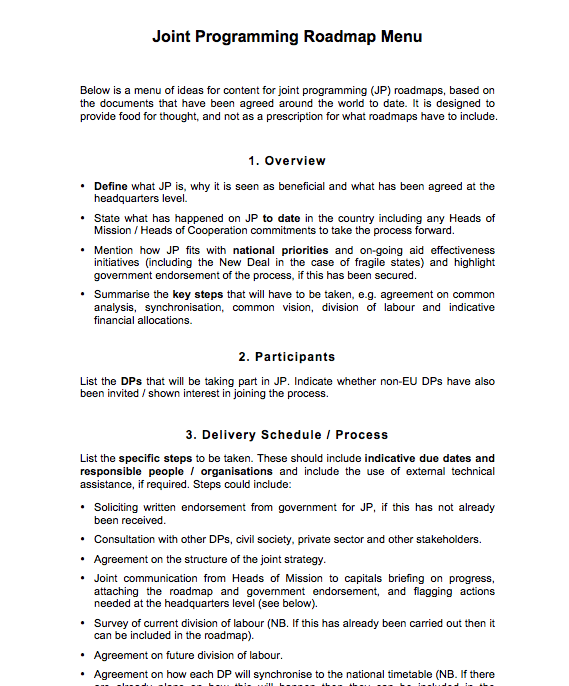 Joint Programming Roadmap Menu
Below is a menu of ideas for content for joint programming (JP) roadmaps, based on
the documents that have been agreed around the world to date. It is designed to
provide food for thought, and not as a prescription for what roadmaps have to include.
1. Overview
• Define what JP is, why it is seen as beneficial and what has been agreed at the
headquarters level.
• State what has happened on JP to date in the country including any Heads of
Mission / Heads of Cooperation commitments to take the process forward.
• Mention how JP fits with national priorities and on-going aid effectiveness
initiatives (including the New Deal in the case of fragile states) and highlight
government endorsement of the process, if this has been secured.
• Summarise the key steps that will have to be taken, e.g. agreement on common
analysis, synchronisation, common vision, division of labour and indicative
financial allocations.
2. Participants
List the DPs that will be taking part in JP. Indicate whether non-EU DPs have also
been invited / shown interest in joining the process.
3. Delivery Schedule / Process
List the specific steps to be taken. These should include indicative due dates and
responsible people / organisations and include the use of external technical
assistance, if required. Steps could include:
• Soliciting written endorsement from government for JP, if this has not already
been received.
• Consultation with other DPs, civil society, private sector and other stakeholders.
• Agreement on the structure of the joint strategy.
• Joint communication from Heads of Mission to capitals briefing on progress,
attaching the roadmap and government endorsement, and flagging actions
needed at the headquarters level (see below).
• Survey of current division of labour (NB. If this has already been carried out then it
can be included in the roadmap).
• Agreement on future division of labour.
• Agreement on how each DP will synchronise to the national timetable (NB. If there
are already plans on how this will happen then they can be included in the